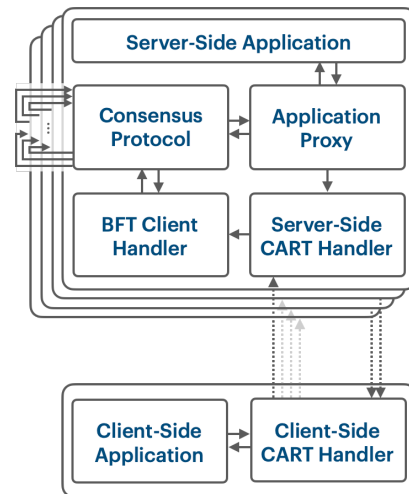 Server-Side Application
Consensus
Protocol
Application
Proxy
BFT Client
Handler
Server-Side
CART Handler
Client-Side
Application
Client-Side
CART Handler